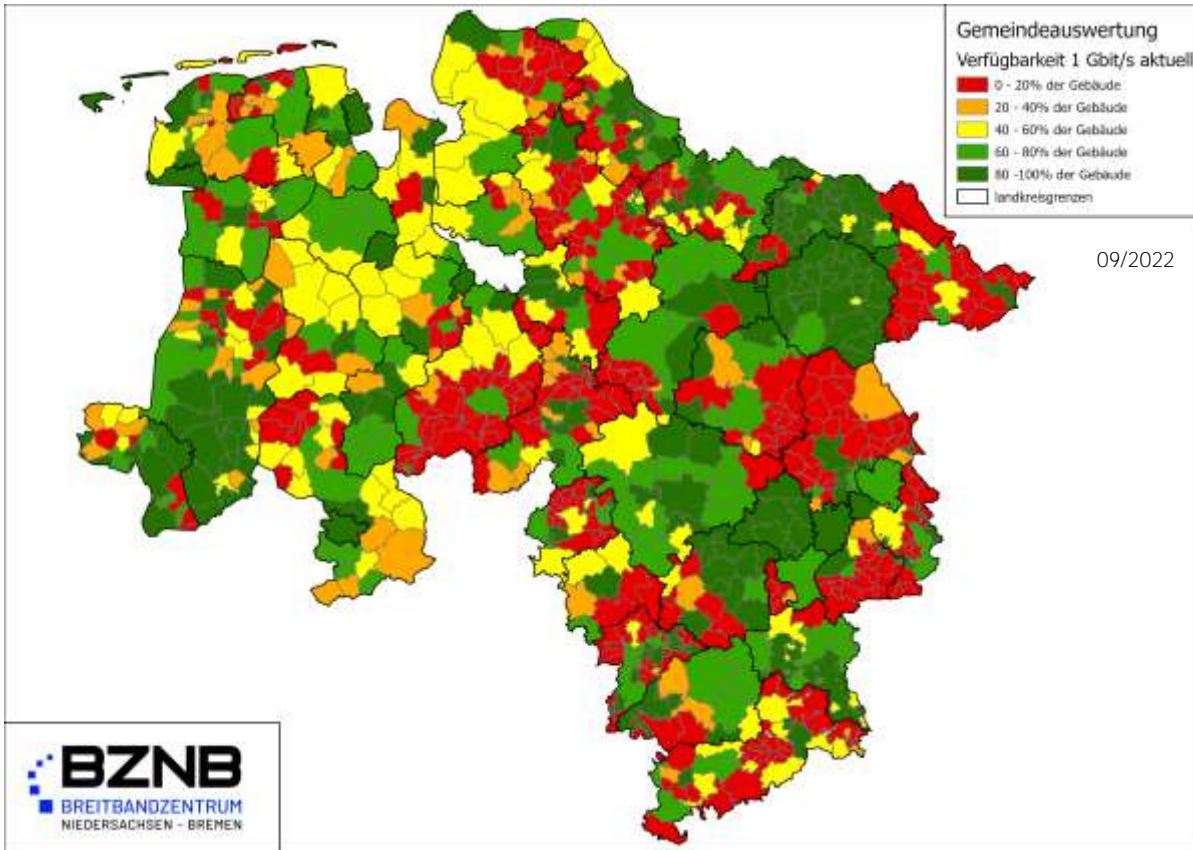 Gemeindeauswertung
Verfügbarkeit 1 Gbit/s aktuell
0 - 20% der Gebäude
20 - 40% der Gebäude
40 - 60% der Gebäude
60 - 80% der Gebäude
80 -100% der Gebäude
landkreisgrenzen
09/2022
BZNB
BREITBANDZENTRUM
NIEDERSACHSEN - BREMEN